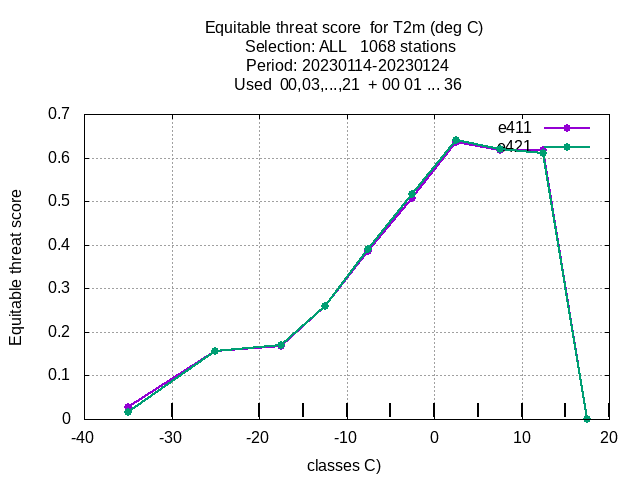 Equitable threat score  for T2m (deg C)
Selection: ALL   1068 stations
Period: 20230114-20230124
Used  00,03,...,21  + 00 01 ... 36
e411
e421
0.7
0.6
0.5
0.4
0.3
0.2
0.1
0
Equitable threat score
-40 -30 -20 -10 0 10 20
classes C)